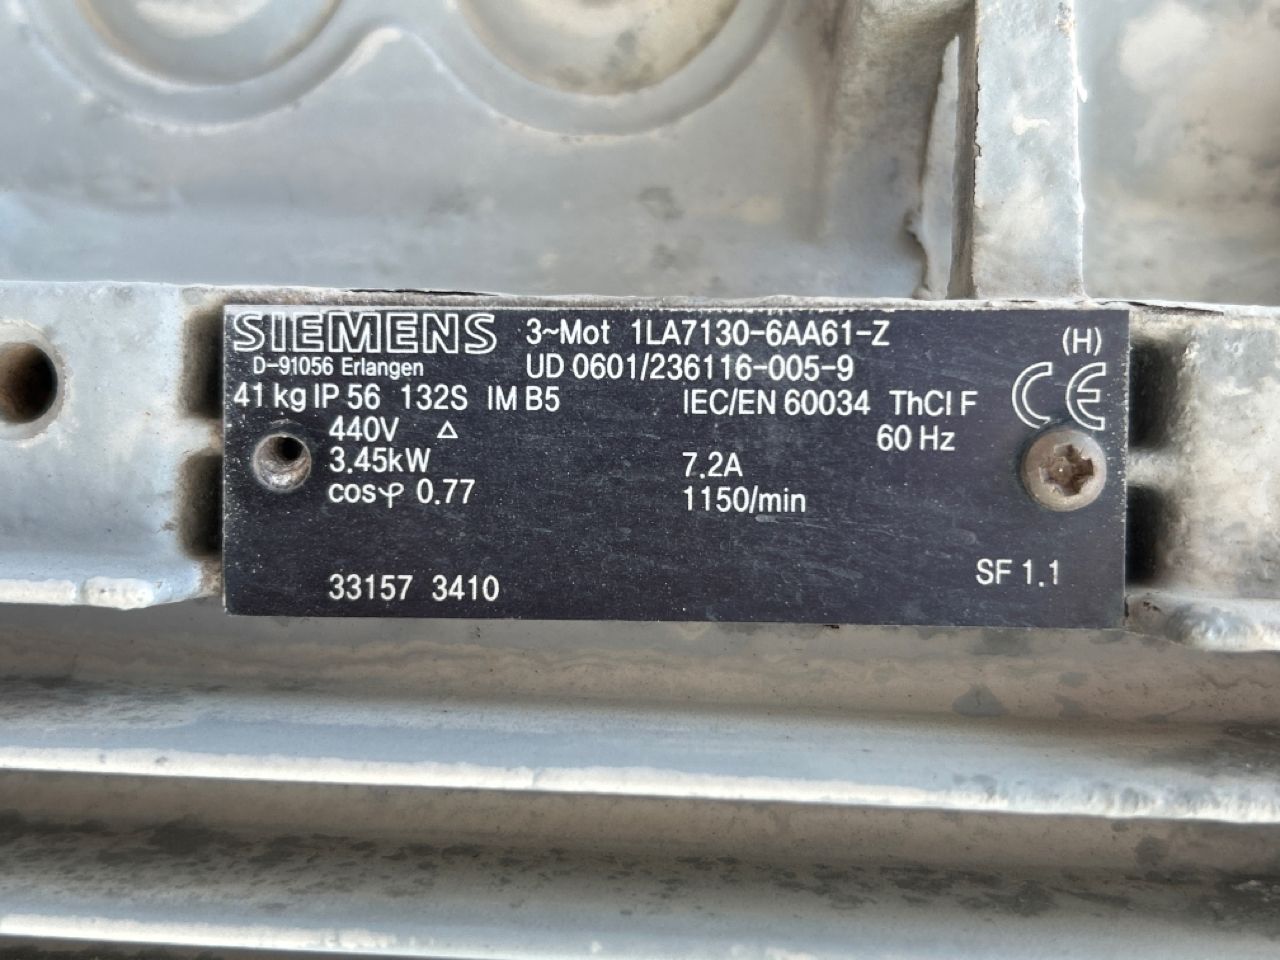 SIEMENS 3~Mot 1LA7130-6AA61-Z (H)
D-91056 Erlangen UD 0601/236116-005-9 CE
41 kg IP 56 132S IM B5 IEC/EN 60034 ThCl F
440V △ 60 Hz
3.45kW 7.2A
cosφ 0.77 1150/min
33157 3410 SF 1.1